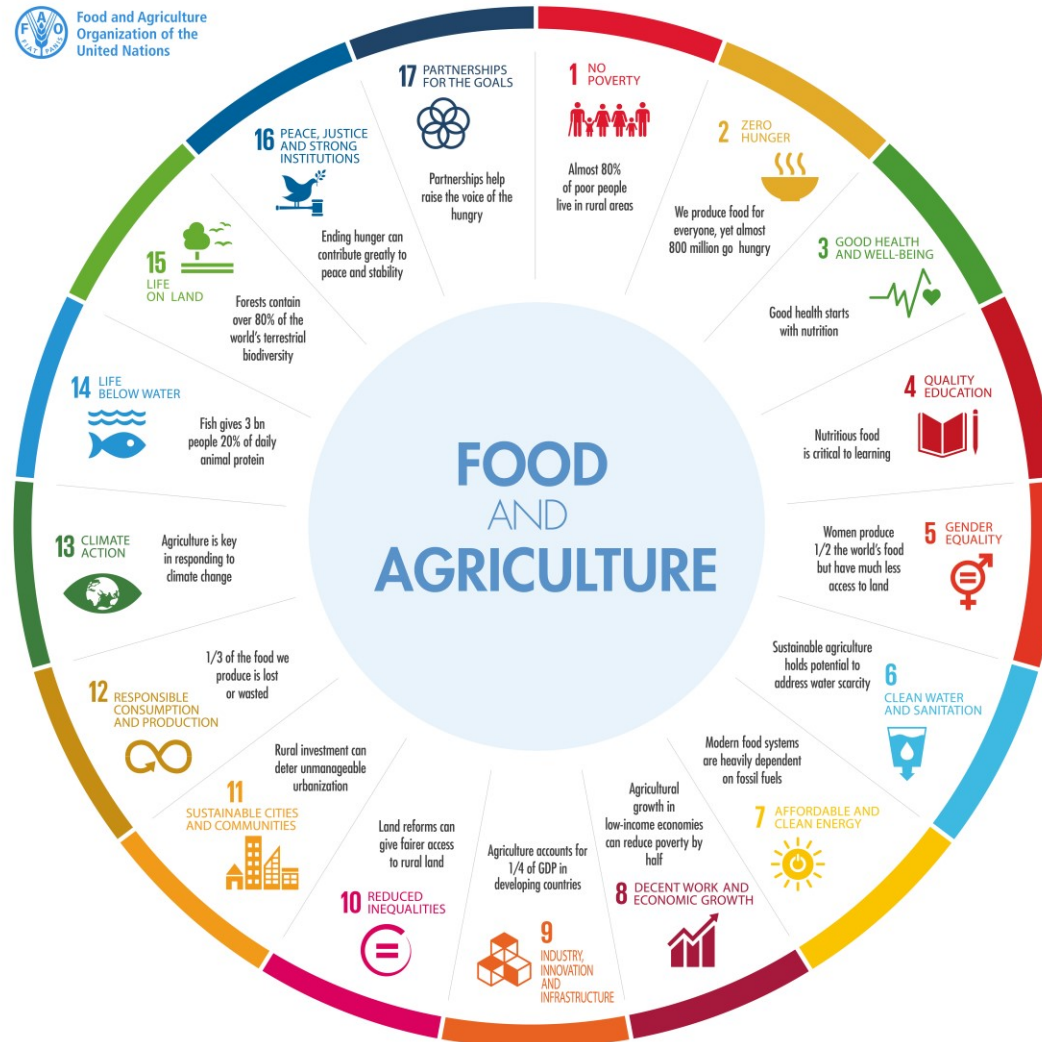 FAO
FIAT PANIS
Food and Agriculture
Organization of the
United Nations
FOOD
AND
AGRICULTURE
1 NO
POVERTY
Almost 80%
of poor people
live in rural areas
2 ZERO
HUNGER
We produce food for
everyone, yet almost
800 million go hungry
3 GOOD HEALTH
AND WELL-BEING
Good health starts
with nutrition
4 QUALITY
EDUCATION
Nutritious food
is critical to learning
5 GENDER
EQUALITY
Women produce
1/2 the world's food
but have much less
access to land
6
CLEAN WATER
AND SANITATION
Sustainable agriculture
holds potential to
address water scarcity
7 AFFORDABLE AND
CLEAN ENERGY
Modern food systems
are heavily dependent
on fossil fuels
8 DECENT WORK AND
ECONOMIC GROWTH
Agricultural
growth in
low-income economies
can reduce poverty by
half
9
INDUSTRY,
INNOVATION
AND
INFRASTRUCTURE
Agriculture accounts for
1/4 of GDP in
developing countries
10 REDUCED
INEQUALITIES
Land reforms can
give fairer access
to rural land
11
SUSTAINABLE CITIES
AND COMMUNITIES
Rural investment can
deter unmanageable
urbanization
12 RESPONSIBLE
CONSUMPTION
AND PRODUCTION
1/3 of the food we
produce is lost
or wasted
13 CLIMATE
ACTION
Agriculture is key
in responding to
climate change
14 LIFE
BELOW WATER
Fish gives 3 bn
people 20% of daily
animal protein
15
LIFE
ON LAND
Forests contain
over 80% of the
world's terrestrial
biodiversity
16 PEACE, JUSTICE
AND STRONG
INSTITUTIONS
Ending hunger can
contribute greatly to
peace and stability
17 PARTNERSHIPS
FOR THE GOALS
Partnerships help
raise the voice of the
hungry